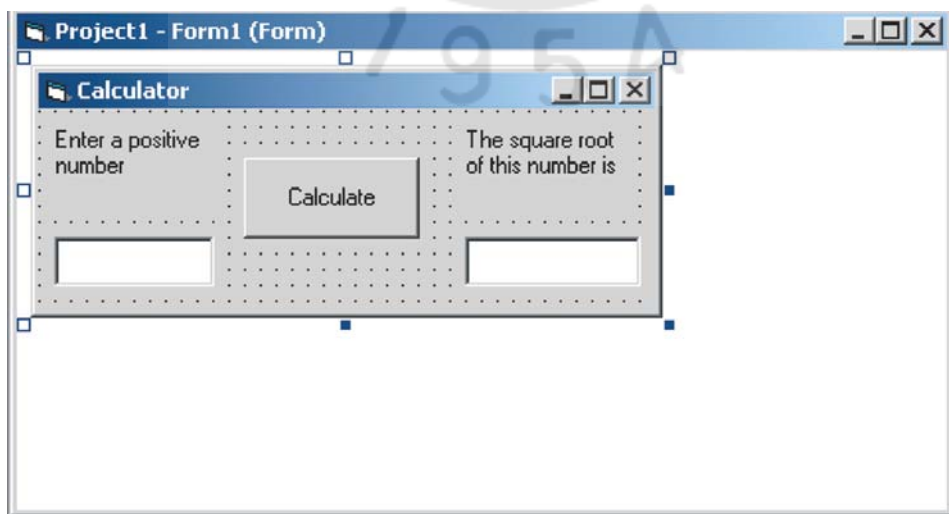 Project1 - Form1 (Form)
Calculator
Enter a positive
number
Calculate
The square root
of this number is